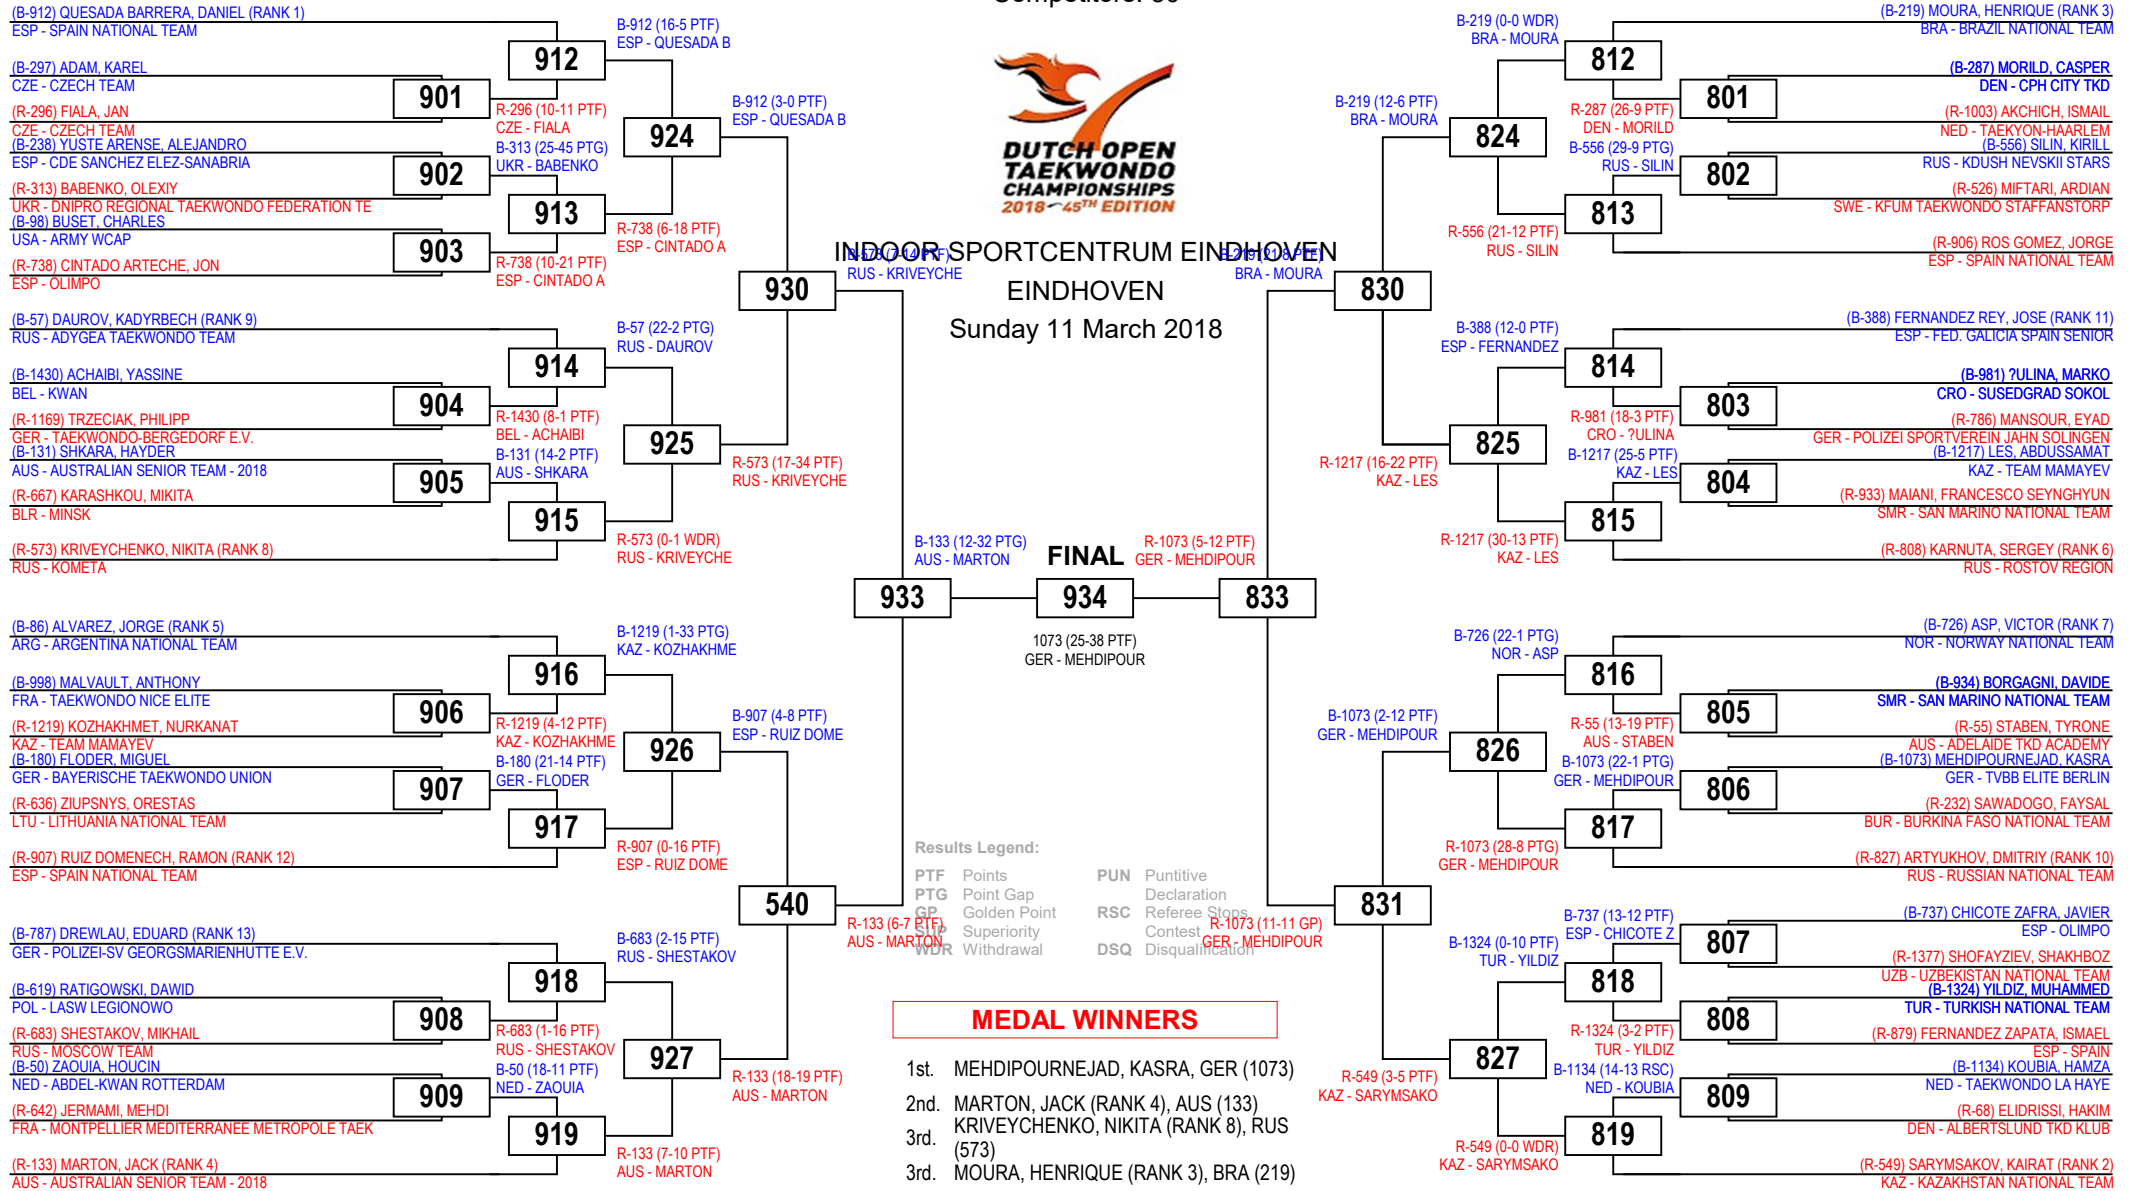 (B-912) QUESADA BARRERA, DANIEL (RANK 1)
ESP - SPAIN NATIONAL TEAM
(B-297) ADAM, KAREL
CZE - CZECH TEAM
(R-296) FIALA, JAN
CZE - CZECH TEAM
(B-238) YUSTE ARENSE, ALEJANDRO
ESP - CDE SANCHEZ ELEZ-SANABRIA
(R-313) BABENKO, OLEXIY
UKR - DNIPRO REGIONAL TAEKWONDO FEDERATION TE
(B-98) BUSET, CHARLES
USA - ARMY WCAP
(R-738) CINTADO ARTECHE, JON
ESP - OLIMPO
(B-57) DAUROV, KADYRBECH (RANK 9)
RUS - ADYGEA TAEKWONDO TEAM
(B-1430) ACHAIBI, YASSINE
BEL - KWAN
(R-1169) TRZECIAK, PHILIPP
GER - TAEKWONDO-BERGEDORF E.V.
(B-131) SHKARA, HAYDER
AUS - AUSTRALIAN SENIOR TEAM - 2018
(R-667) KARASHKOU, MIKITA
BLR - MINSK
(R-573) KRIVEYCHENKO, NIKITA (RANK 8)
RUS - KOMETA
(B-86) ALVAREZ, JORGE (RANK 5)
ARG - ARGENTINA NATIONAL TEAM
(B-998) MALVAULT, ANTHONY
FRA - TAEKWONDO NICE ELITE
(R-1219) KOZHAKHMET, NURKANAT
KAZ - TEAM MAMAYEV
(B-180) FLODER, MIGUEL
GER - BAYERISCHE TAEKWONDO UNION
(R-636) ZIUPSNYS, ORESTAS
LTU - LITHUANIA NATIONAL TEAM
(R-907) RUIZ DOMENECH, RAMON (RANK 12)
ESP - SPAIN NATIONAL TEAM
(B-787) DREWLAU, EDUARD (RANK 13)
GER - POLIZEI-SV GEORGSMARIENHUTTE E.V.
(B-619) RATIGOWSKI, DAWID
POL - LASW LEGIONOWO
(R-683) SHESTAKOV, MIKHAIL
RUS - MOSCOW TEAM
(B-50) ZAOUIA, HOUCIN
NED - ABDEL-KWAN ROTTERDAM
(R-642) JERMAMI, MEHDI
FRA - MONTPELLIER MEDITERRANEE METROPOLE TAEK
(R-133) MARTON, JACK (RANK 4)
AUS - AUSTRALIAN SENIOR TEAM - 2018
901
902
903
904
905
906
907
908
909
R-296 (10-11 PTF)
CZE - FIALA
B-313 (25-45 PTG)
UKR - BABENKO
R-738 (10-21 PTF)
ESP - CINTADO A
R-1430 (8-1 PTF)
BEL - ACHAIBI
B-131 (14-2 PTF)
AUS - SHKARA
R-1219 (4-12 PTF)
KAZ - KOZHAKHME
B-180 (21-14 PTF)
GER - FLODER
R-683 (1-16 PTF)
RUS - SHESTAKOV
B-50 (18-11 PTF)
NED - ZAOUIA
912
913
914
915
916
917
918
919
B-912 (16-5 PTF)
ESP - QUESADA B
R-738 (6-18 PTF)
ESP - CINTADO A
B-57 (22-2 PTG)
RUS - DAUROV
R-573 (0-1 WDR)
RUS - KRIVEYCHE
B-1219 (1-33 PTG)
KAZ - KOZHAKHME
R-907 (0-16 PTF)
ESP - RUIZ DOME
B-683 (2-15 PTF)
RUS - SHESTAKOV
R-133 (7-10 PTF)
AUS - MARTON
924
925
926
927
B-912 (3-0 PTF)
ESP - QUESADA B
R-573 (17-34 PTF)
RUS - KRIVEYCHE
B-907 (4-8 PTF)
ESP - RUIZ DOME
R-133 (18-19 PTF)
AUS - MARTON
930
540
B-573 (7-14 PTF)
RUS - KRIVEYCHE
R-133 (6-7 PTF)
AUS - MARTON
933
B-133 (12-32 PTG)
AUS - MARTON
DUTCH OPEN
TAEKWONDO
CHAMPIONSHIPS
2018 - 45TH EDITION
INDOOR SPORTCENTRUM EINDHOVEN
EINDHOVEN
Sunday 11 March 2018
FINAL
934
1073 (25-38 PTF)
GER - MEHDIPOUR
Results Legend:
PTF Points
PTG Point Gap
GP Golden Point
SUP Superiority
WDR Withdrawal
PUN Puntitive
Declaration
RSC Referee Stops
Contest
DSQ Disqualification
MEDAL WINNERS
1st. MEHDIPOURNEJAD, KASRA, GER (1073)
2nd. MARTON, JACK (RANK 4), AUS (133)
3rd. KRIVEYCHENKO, NIKITA (RANK 8), RUS
(573)
3rd. MOURA, HENRIQUE (RANK 3), BRA (219)
R-1073 (5-12 PTF)
GER - MEHDIPOUR
833
B-219 (21-8 PTF)
BRA - MOURA
R-1073 (11-11 GP)
GER - MEHDIPOUR
830
831
B-219 (12-6 PTF)
BRA - MOURA
R-1217 (16-22 PTF)
KAZ - LES
B-1073 (2-12 PTF)
GER - MEHDIPOUR
R-549 (3-5 PTF)
KAZ - SARYMSAKO
824
825
826
827
B-219 (0-0 WDR)
BRA - MOURA
R-556 (21-12 PTF)
RUS - SILIN
B-388 (12-0 PTF)
ESP - FERNANDEZ
R-1217 (30-13 PTF)
KAZ - LES
B-726 (22-1 PTG)
NOR - ASP
R-1073 (28-8 PTG)
GER - MEHDIPOUR
B-1324 (0-10 PTF)
TUR - YILDIZ
R-549 (0-0 WDR)
KAZ - SARYMSAKO
812
813
814
815
816
817
818
819
R-287 (26-9 PTF)
DEN - MORILD
B-556 (29-9 PTG)
RUS - SILIN
R-981 (18-3 PTF)
CRO - ?ULINA
B-1217 (25-5 PTF)
KAZ - LES
R-55 (13-19 PTF)
AUS - STABEN
B-1073 (22-1 PTG)
GER - MEHDIPOUR
B-737 (13-12 PTF)
ESP - CHICOTE Z
R-1324 (3-2 PTF)
TUR - YILDIZ
B-1134 (14-13 RSC)
NED - KOUBIA
801
802
803
804
805
806
807
808
809
(B-219) MOURA, HENRIQUE (RANK 3)
BRA - BRAZIL NATIONAL TEAM
(B-287) MORILD, CASPER
DEN - CPH CITY TKD
(R-1003) AKCHICH, ISMAIL
NED - TAEKYON-HAARLEM
(B-556) SILIN, KIRILL
RUS - KDUSH NEVSKII STARS
(R-526) MIFTARI, ARDIAN
SWE - KFUM TAEKWONDO STAFFANSTORP
(R-906) ROS GOMEZ, JORGE
ESP - SPAIN NATIONAL TEAM
(B-388) FERNANDEZ REY, JOSE (RANK 11)
ESP - FED. GALICIA SPAIN SENIOR
(B-981) ?ULINA, MARKO
CRO - SUSEDGRAD SOKOL
(R-786) MANSOUR, EYAD
GER - POLIZEI SPORTVEREIN JAHN SOLINGEN
(B-1217) LES, ABDUSSAMAT
KAZ - TEAM MAMAYEV
(R-933) MAIANI, FRANCESCO SEYNGHYUN
SMR - SAN MARINO NATIONAL TEAM
(R-808) KARNUTA, SERGEY (RANK 6)
RUS - ROSTOV REGION
(B-726) ASP, VICTOR (RANK 7)
NOR - NORWAY NATIONAL TEAM
(B-934) BORGAGNI, DAVIDE
SMR - SAN MARINO NATIONAL TEAM
(R-55) STABEN, TYRONE
AUS - ADELAIDE TKD ACADEMY
(B-1073) MEHDIPOURNEJAD, KASRA
GER - TVBB ELITE BERLIN
(R-232) SAWADOGO, FAYSAL
BUR - BURKINA FASO NATIONAL TEAM
(R-827) ARTYUKHOV, DMITRIY (RANK 10)
RUS - RUSSIAN NATIONAL TEAM
(B-737) CHICOTE ZAFRA, JAVIER
ESP - OLIMPO
(R-1377) SHOFAYZIEV, SHAKHBOZ
UZB - UZBEKISTAN NATIONAL TEAM
(B-1324) YILDIZ, MUHAMMED
TUR - TURKISH NATIONAL TEAM
(R-879) FERNANDEZ ZAPATA, ISMAEL
ESP - SPAIN
(B-1134) KOUBIA, HAMZA
NED - TAEKWONDO LA HAYE
(R-68) ELIDRISSI, HAKIM
DEN - ALBERTSLUND TKD KLUB
(R-549) SARYMSAKOV, KAIRAT (RANK 2)
KAZ - KAZAKHSTAN NATIONAL TEAM